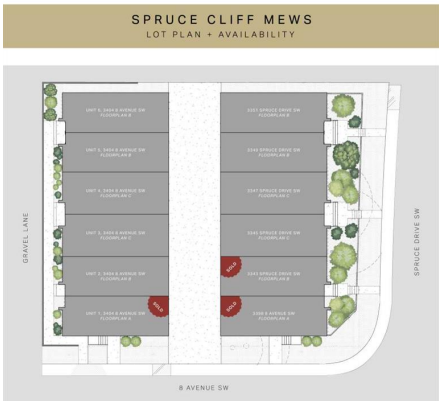 SPRUCE CLIFF MEWS
LOT PLAN + AVAILABILITY
GRAVEL LANE
UNIT 6, 3404 8 AVENUE SW
FLOORPLAN B
UNIT 5, 3404 8 AVENUE SW
FLOORPLAN B
UNIT 4, 3404 8 AVENUE SW
FLOORPLAN C
UNIT 3, 3404 8 AVENUE SW
FLOORPLAN C
UNIT 2, 3404 8 AVENUE SW
FLOORPLAN B
UNIT 1, 3404 8 AVENUE SW
FLOORPLAN A
SOLD
SPRUCE DRIVE SW
FLOORPLAN B
SPRUCE DRIVE SW
FLOORPLAN B
SPRUCE DRIVE SW
FLOORPLAN C
SPRUCE DRIVE SW
FLOORPLAN C
SOLD
SPRUCE DRIVE SW
FLOORPLAN B
SOLD
8 AVENUE SW
FLOORPLAN A
SPRUCE DRIVE SW
8 AVENUE SW